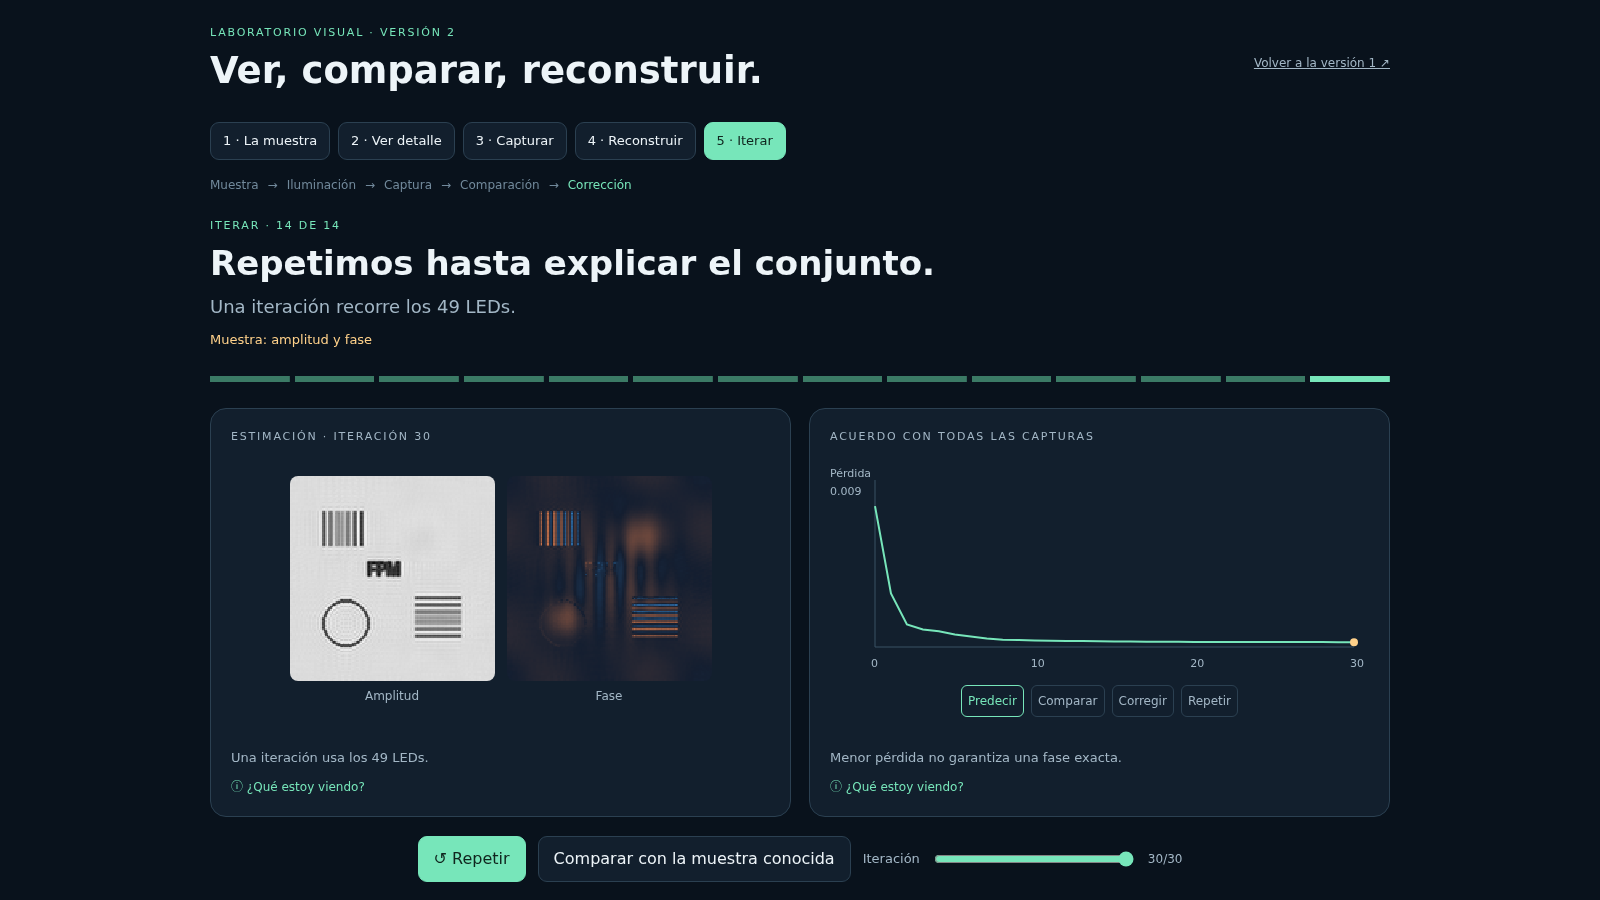 LABORATORIO VISUAL · VERSIÓN 2
Ver, comparar, reconstruir.
Volver a la versión 1 ↗
1 · La muestra
2 · Ver detalle
3 · Capturar
4 · Reconstruir
5 · Iterar
Muestra → Iluminación → Captura → Comparación → Corrección
ITERAR · 14 DE 14
Repetimos hasta explicar el conjunto.
Una iteración recorre los 49 LEDs.
Muestra: amplitud y fase
ESTIMACIÓN · ITERACIÓN 30
FPM
Amplitud
Fase
Una iteración usa los 49 LEDs.
ⓘ ¿Qué estoy viendo?
ACUERDO CON TODAS LAS CAPTURAS
Pérdida
0.009
0 10 20 30
Predecir
Comparar
Corregir
Repetir
Menor pérdida no garantiza una fase exacta.
ⓘ ¿Qué estoy viendo?
↺ Repetir
Comparar con la muestra conocida
Iteración
30/30